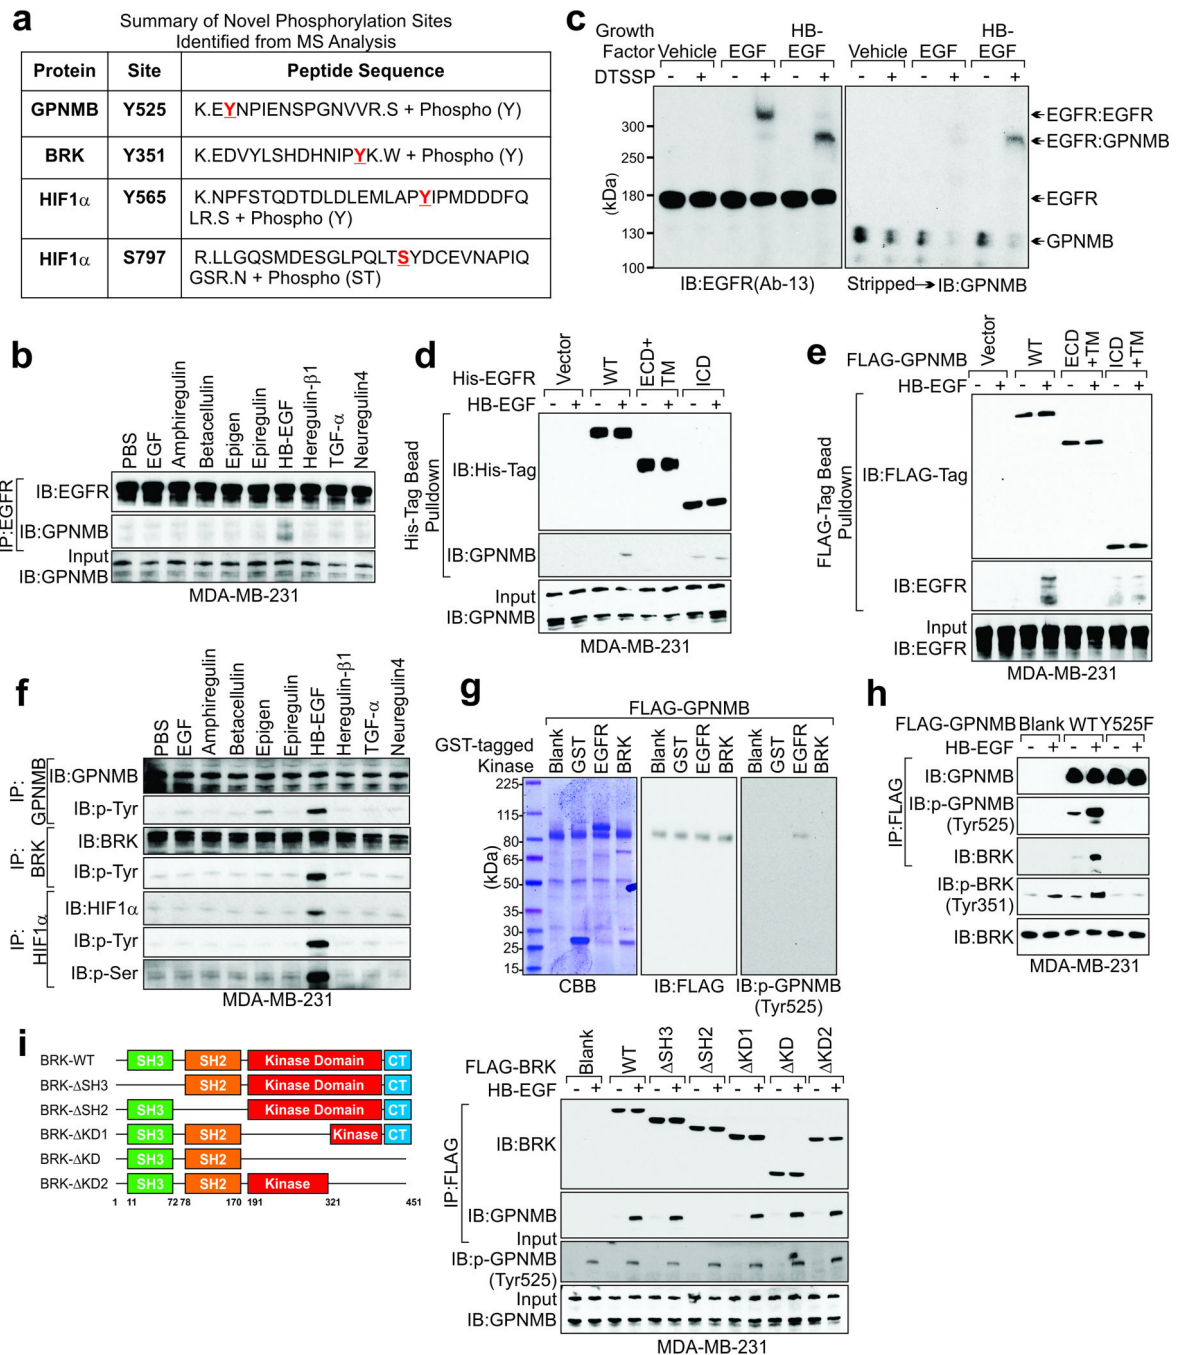 a
Summary of Novel Phosphorylation Sites
Identified from MS Analysis
Protein Site Peptide Sequence
GPNMB Y525 K.EYNPIENSPGNVVR.S + Phospho (Y)
BRK Y351 K.EDVYLSHDHNIPYK.W + Phospho (Y)
HIF1α Y565 K.NPFSTQDTDLDLEMLAPYIPMDDDFQ
LR.S + Phospho (Y)
HIF1α S797 R.LLGQSMDESGLPQLTSYDCEVNAPIQ
GSR.N + Phospho (ST)
b
PBS
EGF
Amphiregulin
Betacellulin
Epigen
Epiregulin
HB-EGF
Heregulin-β1
TGF-α
Neuregulin4
IP:EGFR
IB:EGFR
IB:GPNMB
Input
IB:GPNMB
MDA-MB-231
c
Growth
Factor Vehicle EGF HB-
EGF Vehicle EGF HB-
EGF
DTSSP - + - + - + - + - + - +
(kDa)
300
250
180
130
100
EGFR:EGFR
EGFR:GPNMB
EGFR
GPNMB
IB:EGFR(Ab-13) Stripped→IB:GPNMB
d
His-EGFR Vector WT ECD+
TM ICD
HB-EGF - + - + - + - +
His-Tag Bead
Pulldown
IB:His-Tag
IB:GPNMB
Input
IB:GPNMB
MDA-MB-231
e
FLAG-GPNMB Vector WT ECD
+TM ICD
+TM
HB-EGF - + - + - + - +
FLAG-Tag Bead
Pulldown
IB:FLAG-Tag
IB:EGFR
Input
IB:EGFR
MDA-MB-231
f
PBS
EGF
Amphiregulin
Betacellulin
Epigen
Epiregulin
HB-EGF
Heregulin-β1
TGF-α
Neuregulin4
IP:
GPNMB
IB:GPNMB
IB:p-Tyr
IP:
BRK
IB:BRK
IB:p-Tyr
IP:
HIF1α
IB:HIF1α
IB:p-Tyr
IB:p-Ser
MDA-MB-231
g
FLAG-GPNMB
GST-tagged
Kinase
Blank GST EGFR BRK Blank GST EGFR BRK Blank GST EGFR BRK
(kDa)
225
115
80
65
50
35
30
25
15
CBB IB:FLAG IB:p-GPNMB
(Tyr525)
h
FLAG-GPNMB Blank WT Y525F
HB-EGF - + - + - +
IP:FLAG
IB:GPNMB
IB:p-GPNMB
(Tyr525)
IB:BRK
IB:p-BRK
(Tyr351)
IB:BRK
MDA-MB-231
i
BRK-WT SH3 SH2 Kinase Domain CT
BRK-ΔSH3 SH2 Kinase Domain CT
BRK-ΔSH2 SH3 Kinase Domain CT
BRK-ΔKD1 SH3 SH2 Kinase CT
BRK-ΔKD SH3 SH2
BRK-ΔKD2 SH3 SH2 Kinase
1 11 72 78 170 191 321 451
FLAG-BRK Blank WT ΔSH3 ΔSH2 ΔKD1 ΔKD ΔKD2
HB-EGF - + - + - + - + - + - + - +
IP:FLAG
IB:BRK
IB:GPNMB
Input
IB:p-GPNMB
(Tyr525)
Input
IB:GPNMB
MDA-MB-231